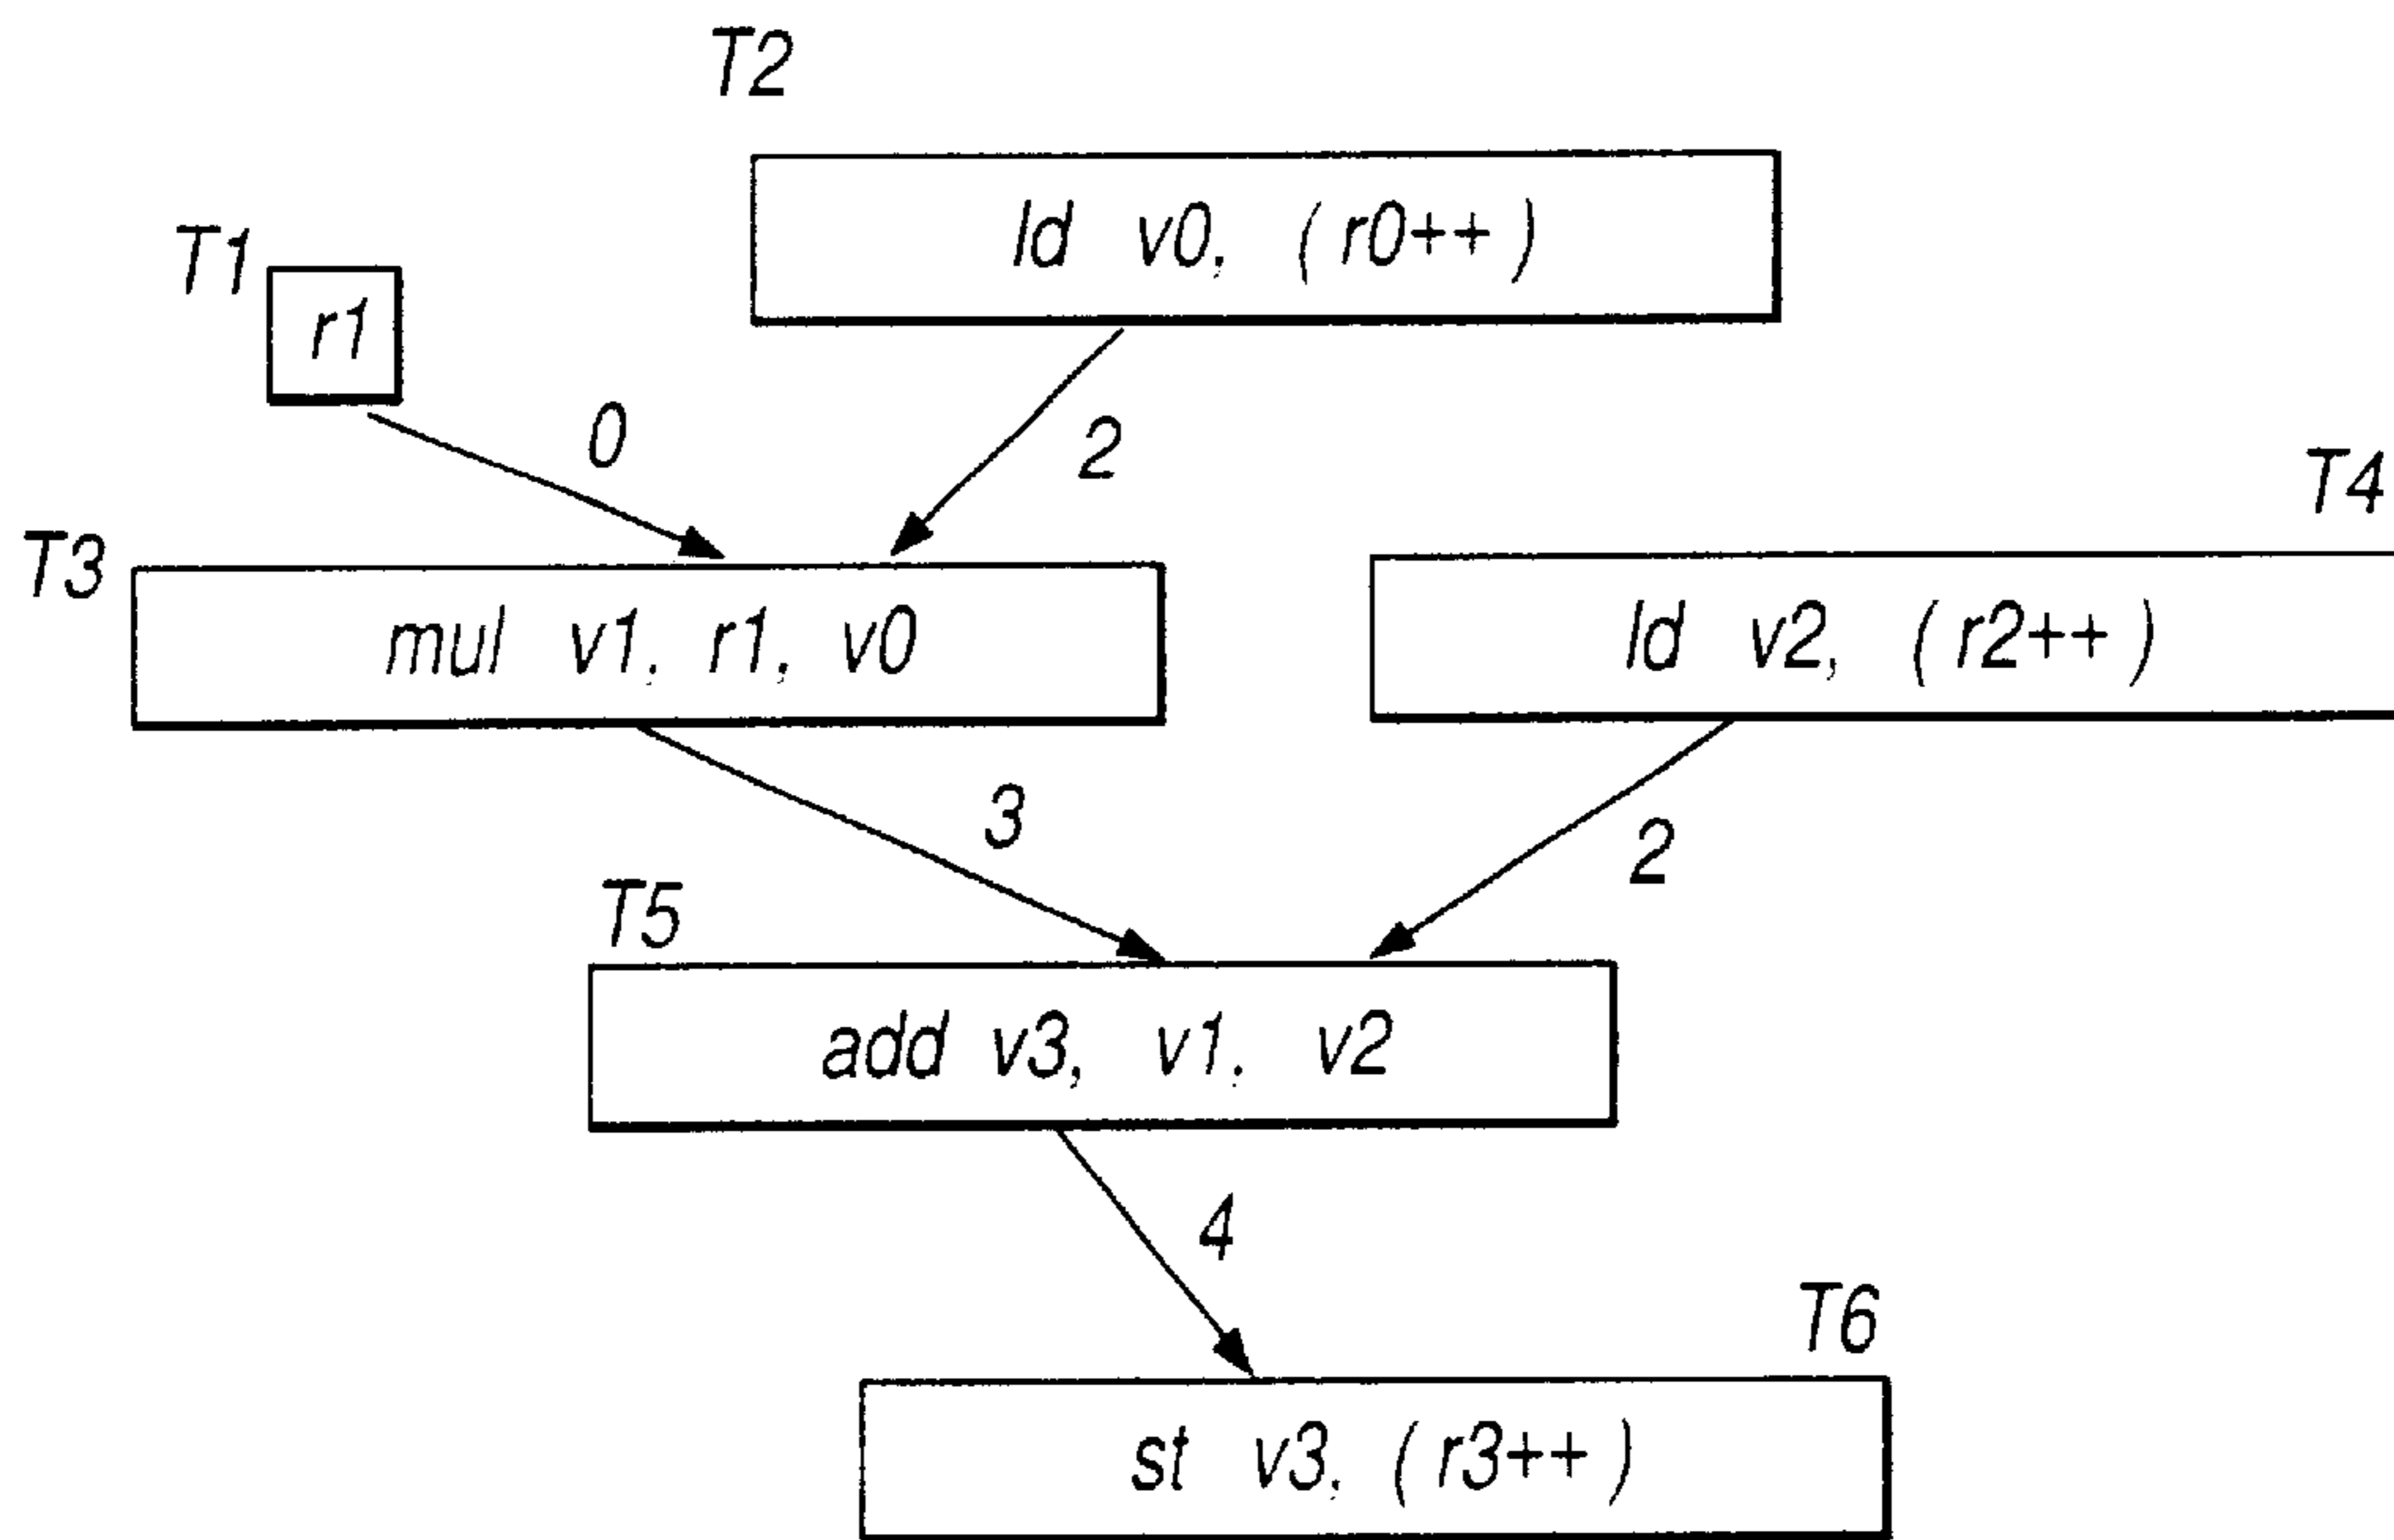 T2
ld v0, (r0++)
T1
r1
0
2
T4
T3
mul v1, r1, v0
ld v2, (r2++)
3
2
T5
add v3, v1, v2
4
T6
st v3, (r3++)